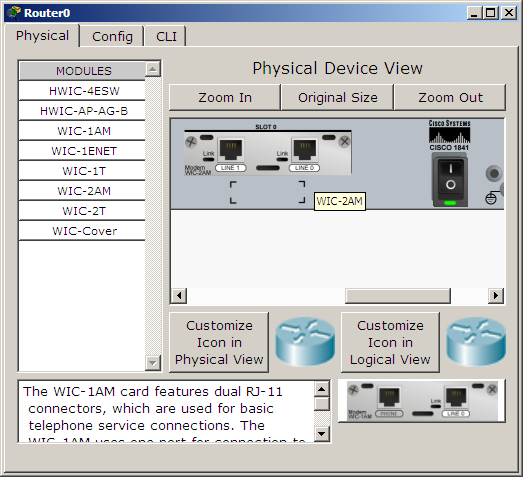 Router0
Physical
Config
CLI
MODULES
HWIC-4ESW
HWIC-AP-AG-B
WIC-1AM
WIC-1ENET
WIC-1T
WIC-2AM
WIC-2T
WIC-Cover
Physical Device View
Zoom In
Original Size
Zoom Out
SLOT 0
Link
Link
LINE 1
LINE 0
Modem
WIC-2AM
WIC-2AM
CISCO SYSTEMS
CISCO 1841
I
O
Customize
Icon in
Physical View
Customize
Icon in
Logical View
The WIC-1AM card features dual RJ-11
connectors, which are used for basic
telephone service connections. The
WIC-1AM uses one port for connection to
Link
PHONE
LINE 0
Modem
WIC-1AM